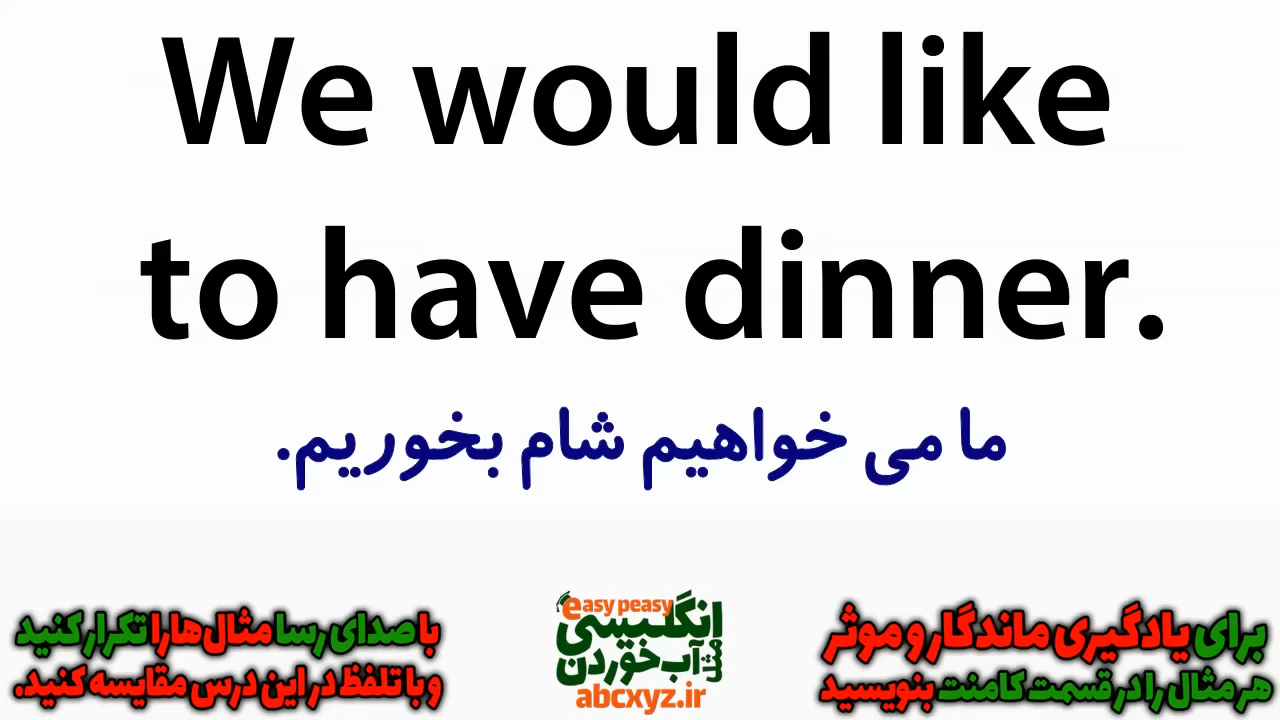 We would like
to have dinner.
ما می خواهیم شام بخوریم.
برای یادگیری ماندگار و موثر
هر مثال را در قسمت کامنت بنویسید
easy peasy
انگلیسی
مثل آب خوردن
abcxyz.ir
با صدای رسا مثال‌ها را تکرار کنید
و با تلفظ در این درس مقایسه کنید.